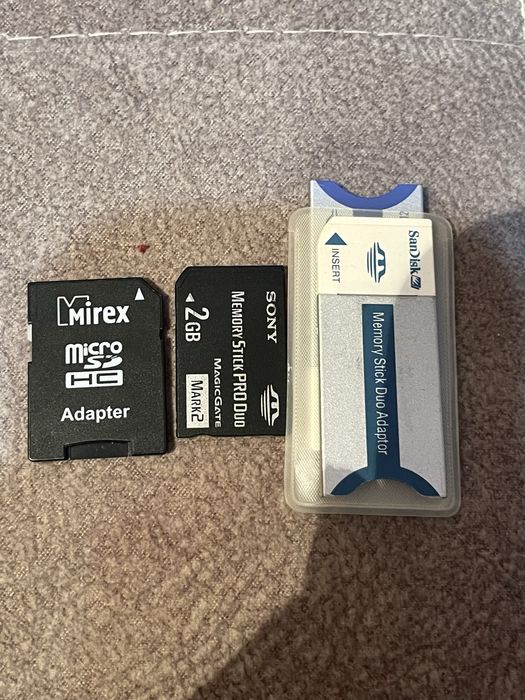 Mirex
micro
SD
HC
Adapter
SONY
MEMORY STICK PRO DUO
MAGICGATE
2GB
MARK2
SanDisk
INSERT
Memory Stick Duo Adaptor